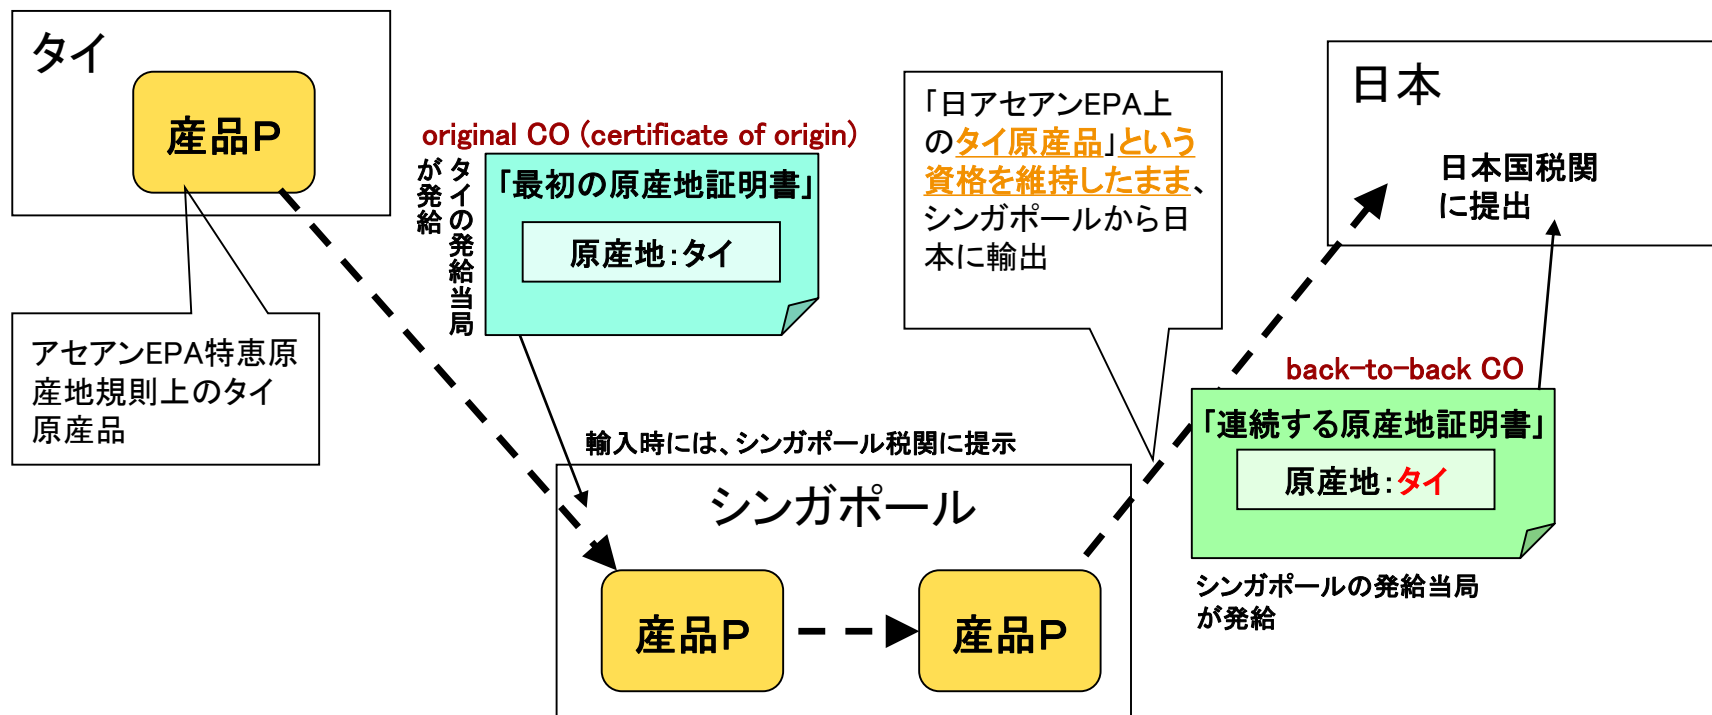 タイ
産品P
アセアンEPA特恵原
産地規則上のタイ
原産品
original CO (certificate of origin)
タイの発給当局
が発給
「最初の原産地証明書」
原産地:タイ
輸入時には、シンガポール税関に提示
シンガポール
産品P
産品P
「日アセアンEPA上
のタイ原産品」という
資格を維持したまま、
シンガポールから日
本に輸出
back-to-back CO
「連続する原産地証明書」
原産地:タイ
シンガポールの発給当局
が発給
日本
日本国税関
に提出